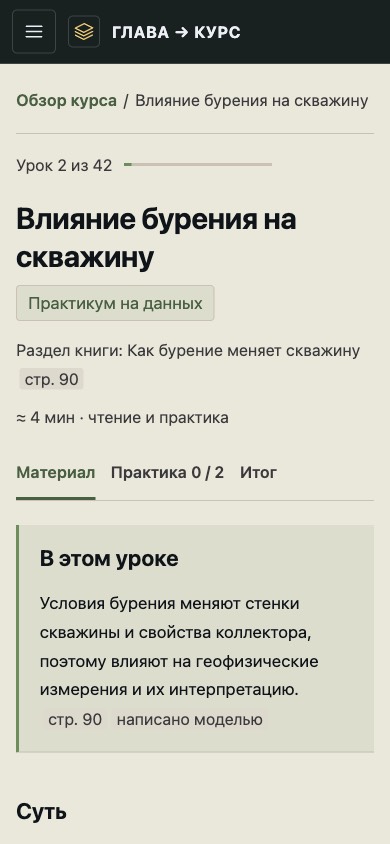 ГЛАВА → КУРС
Обзор курса / Влияние бурения на скважину
Урок 2 из 42
Влияние бурения на
скважину
Практикум на данных
Раздел книги: Как бурение меняет скважину
стр. 90
≈ 4 мин · чтение и практика
Материал Практика 0 / 2 Итог
В этом уроке
Условия бурения меняют стенки
скважины и свойства коллектора,
поэтому влияют на геофизические
измерения и их интерпретацию.
стр. 90 написано моделью
Суть